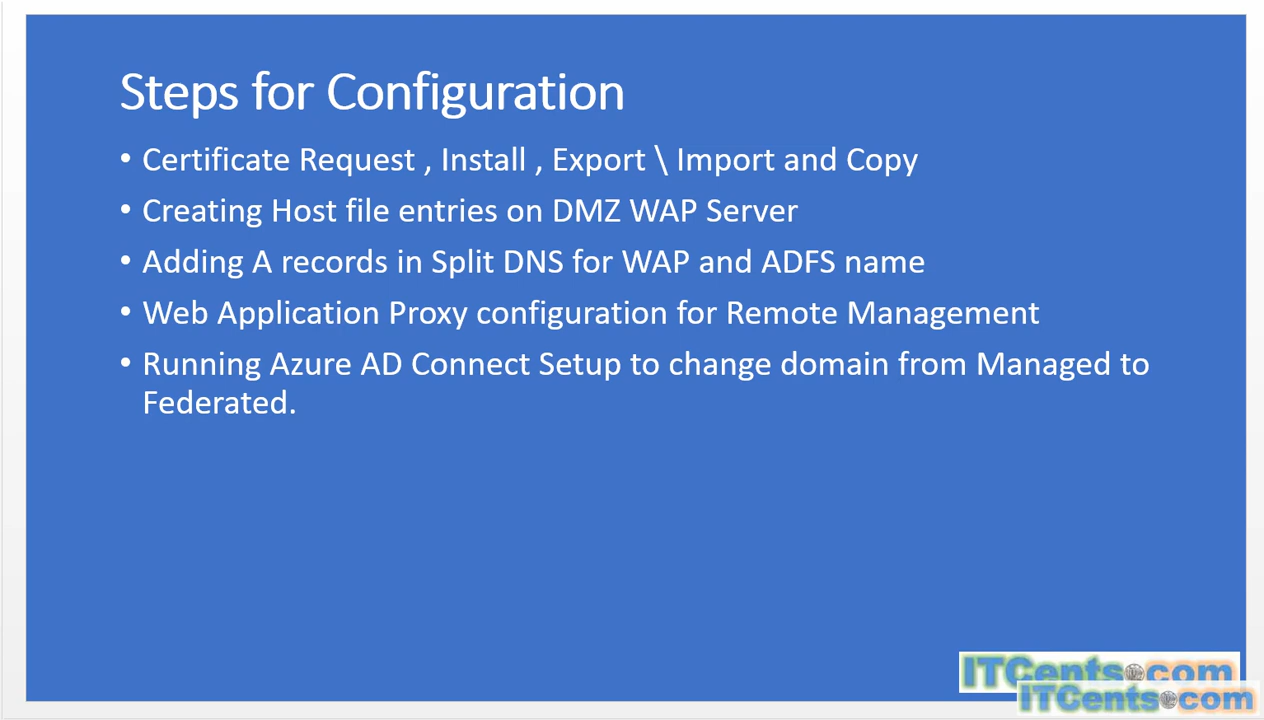 Steps for Configuration
• Certificate Request , Install , Export \ Import and Copy
• Creating Host file entries on DMZ WAP Server
• Adding A records in Split DNS for WAP and ADFS name
• Web Application Proxy configuration for Remote Management
• Running Azure AD Connect Setup to change domain from Managed to
Federated.
ITCents.com
ITCents.com